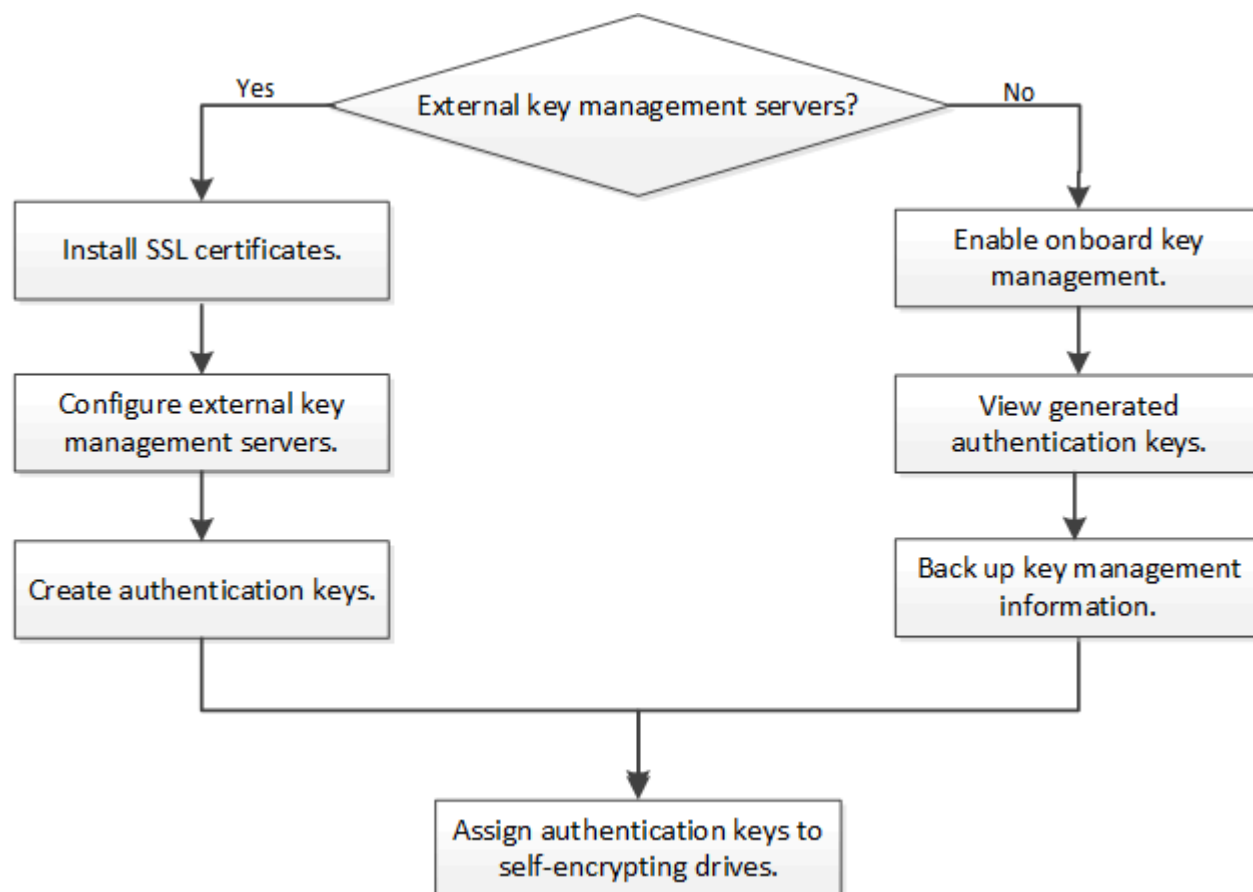 External key management servers?
Yes
No
Install SSL certificates.
Configure external key
management servers.
Create authentication keys.
Enable onboard key
management.
View generated
authentication keys.
Back up key management
information.
Assign authentication keys to
self-encrypting drives.